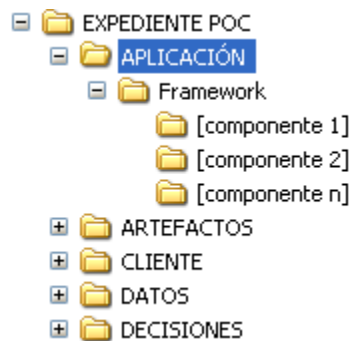 EXPEDIENTE POC
APLICACIÓN
Framework
[componente 1]
[componente 2]
[componente n]
ARTEFACTOS
CLIENTE
DATOS
DECISIONES